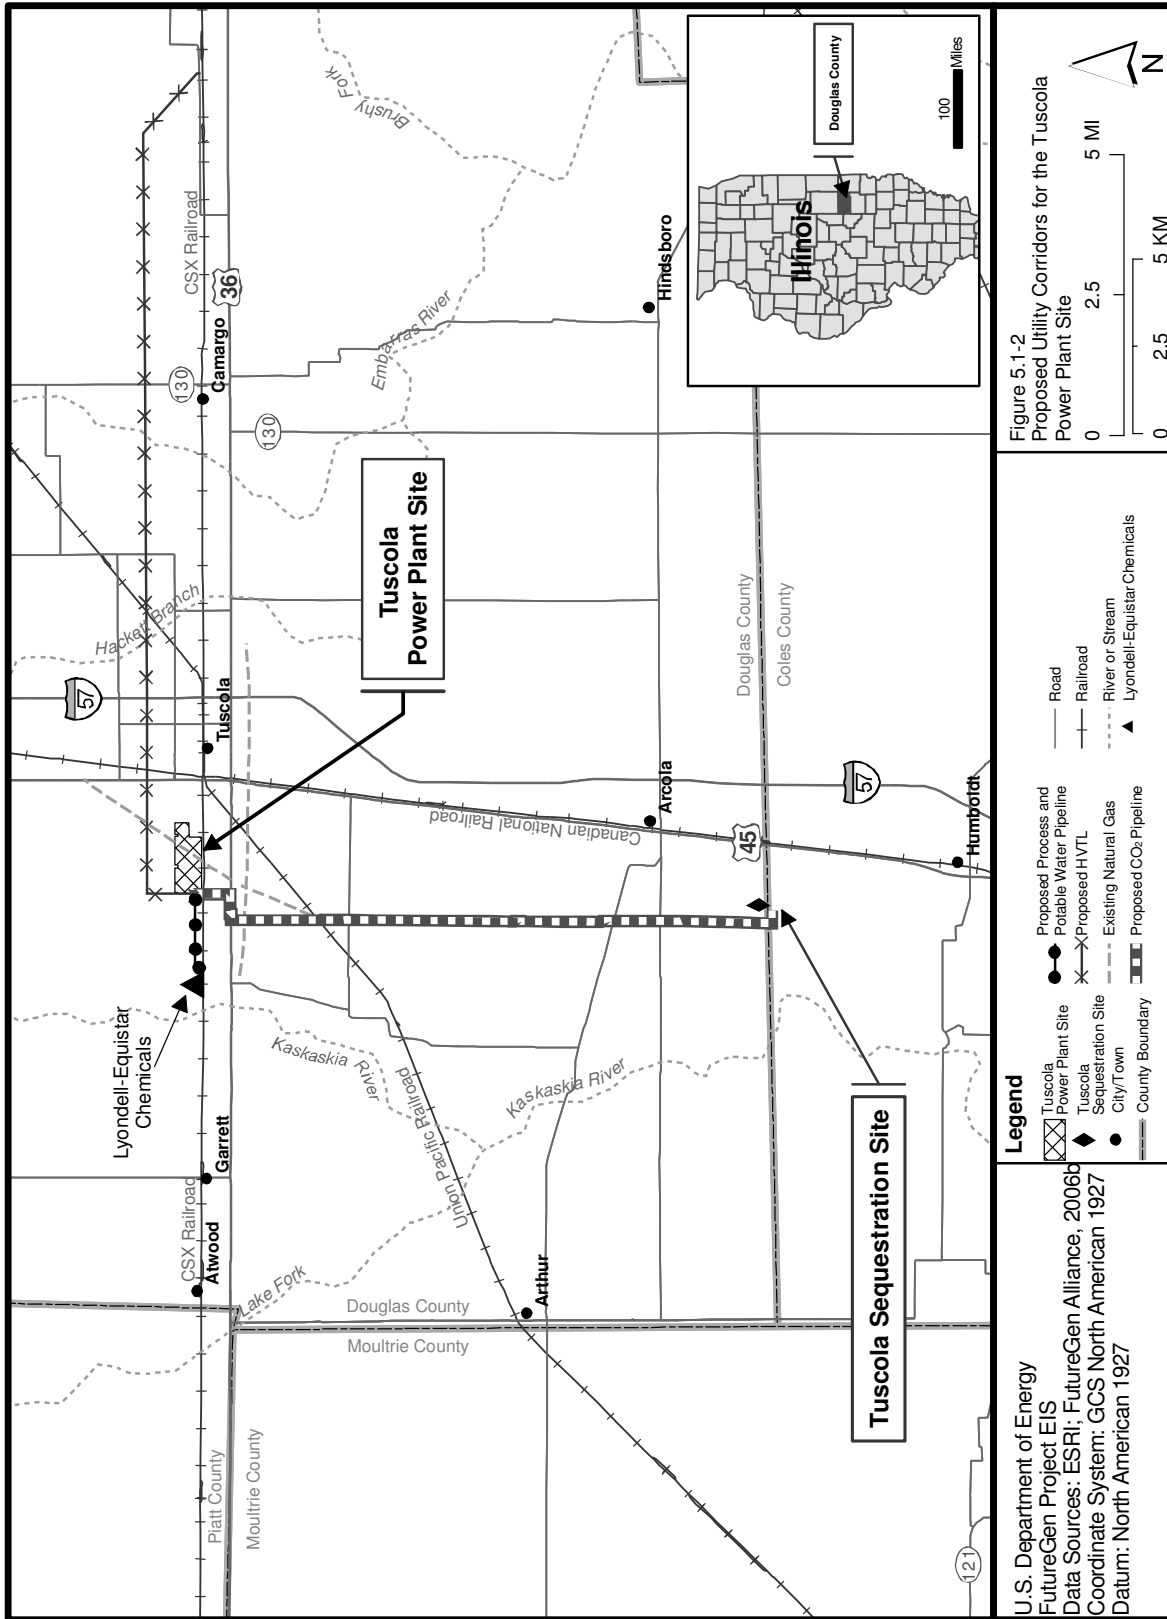 CSX Railroad
36
130
Camargo
130
Brushy
Fork
Embarras River
Hindsboro
Hackett Branch
57
Tuscola
Tuscola
Power Plant Site
Canadian National Railroad
Arcola
45
57
Humboldt
Douglas County
Coles County
Lyondell-Equistar
Chemicals
Kaskaskia
River
Kaskaskia River
Union Pacific Railroad
Garrett
CSX Railroad
Atwood
Lake Fork
Arthur
Douglas County
Moultrie County
Piatt County
Moultrie County
Tuscola Sequestration Site
121
Illinois
Douglas County
100
Miles
U.S. Department of Energy
FutureGen Project EIS
Data Sources: ESRI; FutureGen Alliance, 2006b
Coordinate System: GCS North American 1927
Datum: North American 1927
Legend
Tuscola
Power Plant Site
Tuscola
Sequestration Site
City/Town
County Boundary
Proposed Process and
Potable Water Pipeline
Proposed HVTL
Existing Natural Gas
Proposed CO2 Pipeline
Road
Railroad
River or Stream
Lyondell-Equistar Chemicals
Figure 5.1-2
Proposed Utility Corridors for the Tuscola
Power Plant Site
0 2.5 5 MI
0 2.5 5 KM
N